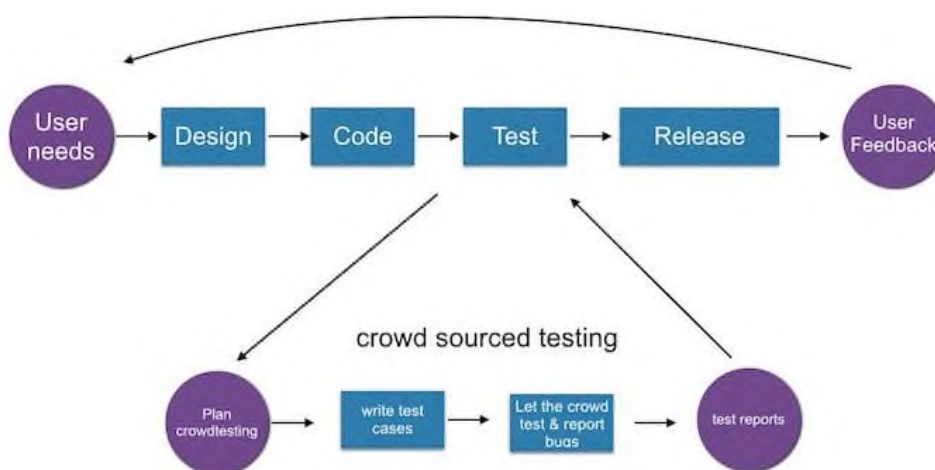 User
needs
Design
Code
Test
Release
User
Feedback
crowd sourced testing
Plan
crowdtesting
write test
cases
Let the crowd
test & report
bugs
test reports